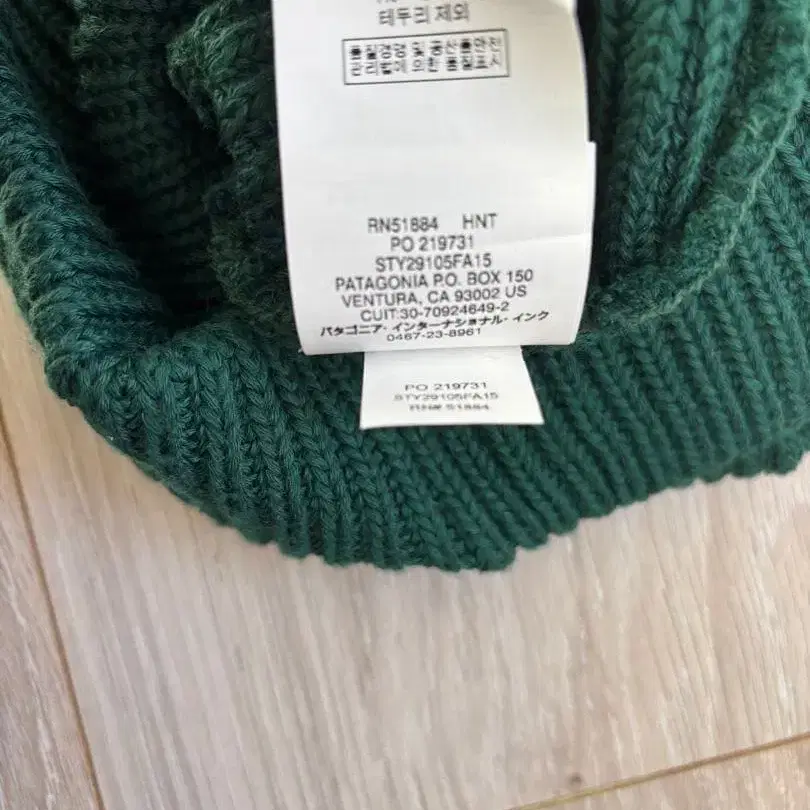 테두리 제외
품질경영 및 공산품안전
관리법에 의한 품질표시
RN51884 HNT
PO 219731
STY29105FA15
PATAGONIA P.O. BOX 150
VENTURA, CA 93002 US
CUIT:30-70924649-2
パタゴニア・インターナショナル・インク
0467-23-8961
PO 219731
STY29105FA15
RN# 51884